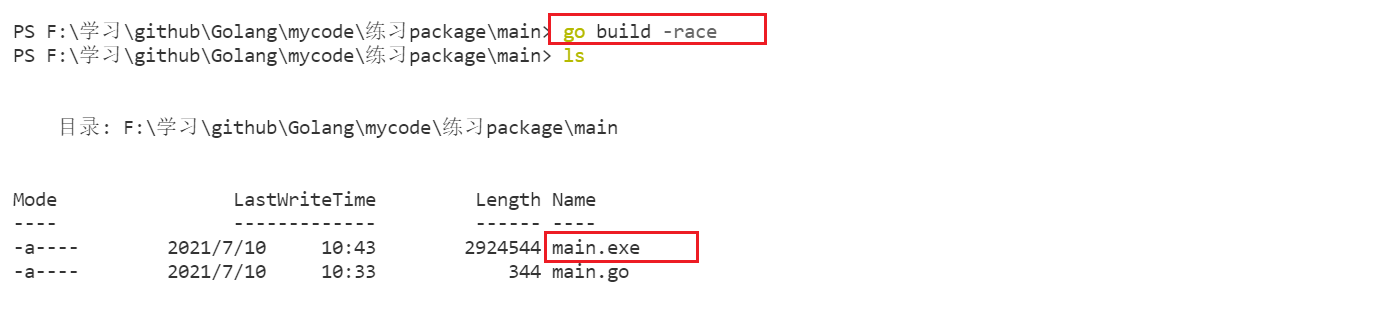 PS F:\学习\github\Golang\mycode\练习package\main> go build -race
PS F:\学习\github\Golang\mycode\练习package\main> ls
目录: F:\学习\github\Golang\mycode\练习package\main
Mode                LastWriteTime         Length Name
----                -------------         ------ ----
-a----         2021/7/10     10:43        2924544 main.exe
-a----         2021/7/10     10:33            344 main.go